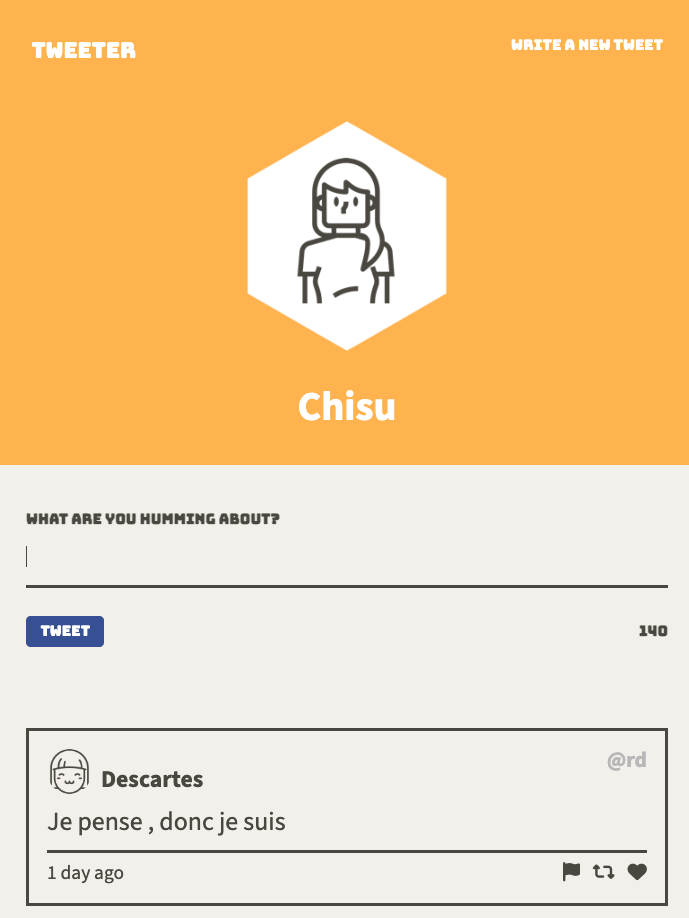 TWEETER
WRITE A NEW TWEET
Chisu
WHAT ARE YOU HUMMING ABOUT?
TWEET
140
Descartes
@rd
Je pense , donc je suis
1 day ago